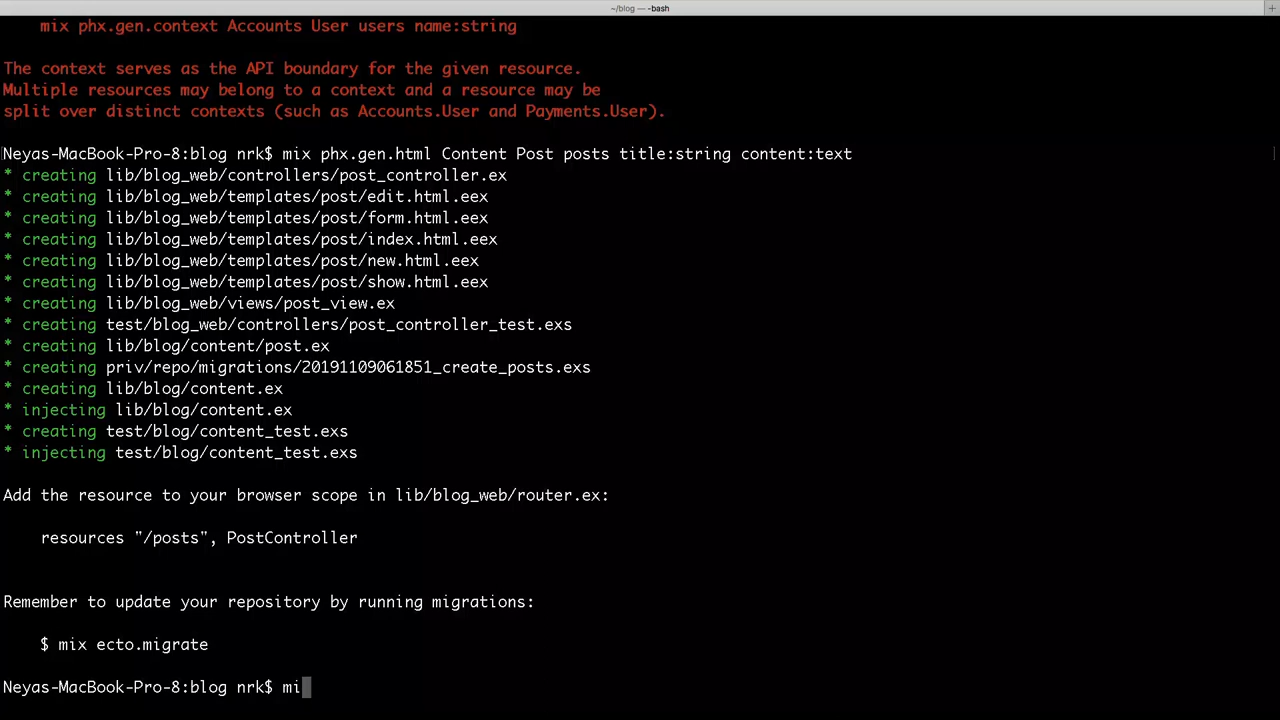 ~/blog — -bash
mix phx.gen.context Accounts User users name:string
The context serves as the API boundary for the given resource.
Multiple resources may belong to a context and a resource may be
split over distinct contexts (such as Accounts.User and Payments.User).
Neyas-MacBook-Pro-8:blog nrk$ mix phx.gen.html Content Post posts title:string content:text
* creating lib/blog_web/controllers/post_controller.ex
* creating lib/blog_web/templates/post/edit.html.eex
* creating lib/blog_web/templates/post/form.html.eex
* creating lib/blog_web/templates/post/index.html.eex
* creating lib/blog_web/templates/post/new.html.eex
* creating lib/blog_web/templates/post/show.html.eex
* creating lib/blog_web/views/post_view.ex
* creating test/blog_web/controllers/post_controller_test.exs
* creating lib/blog/content/post.ex
* creating priv/repo/migrations/20191109061851_create_posts.exs
* creating lib/blog/content.ex
* injecting lib/blog/content.ex
* creating test/blog/content_test.exs
* injecting test/blog/content_test.exs
Add the resource to your browser scope in lib/blog_web/router.ex:
resources "/posts", PostController
Remember to update your repository by running migrations:
$ mix ecto.migrate
Neyas-MacBook-Pro-8:blog nrk$ mi